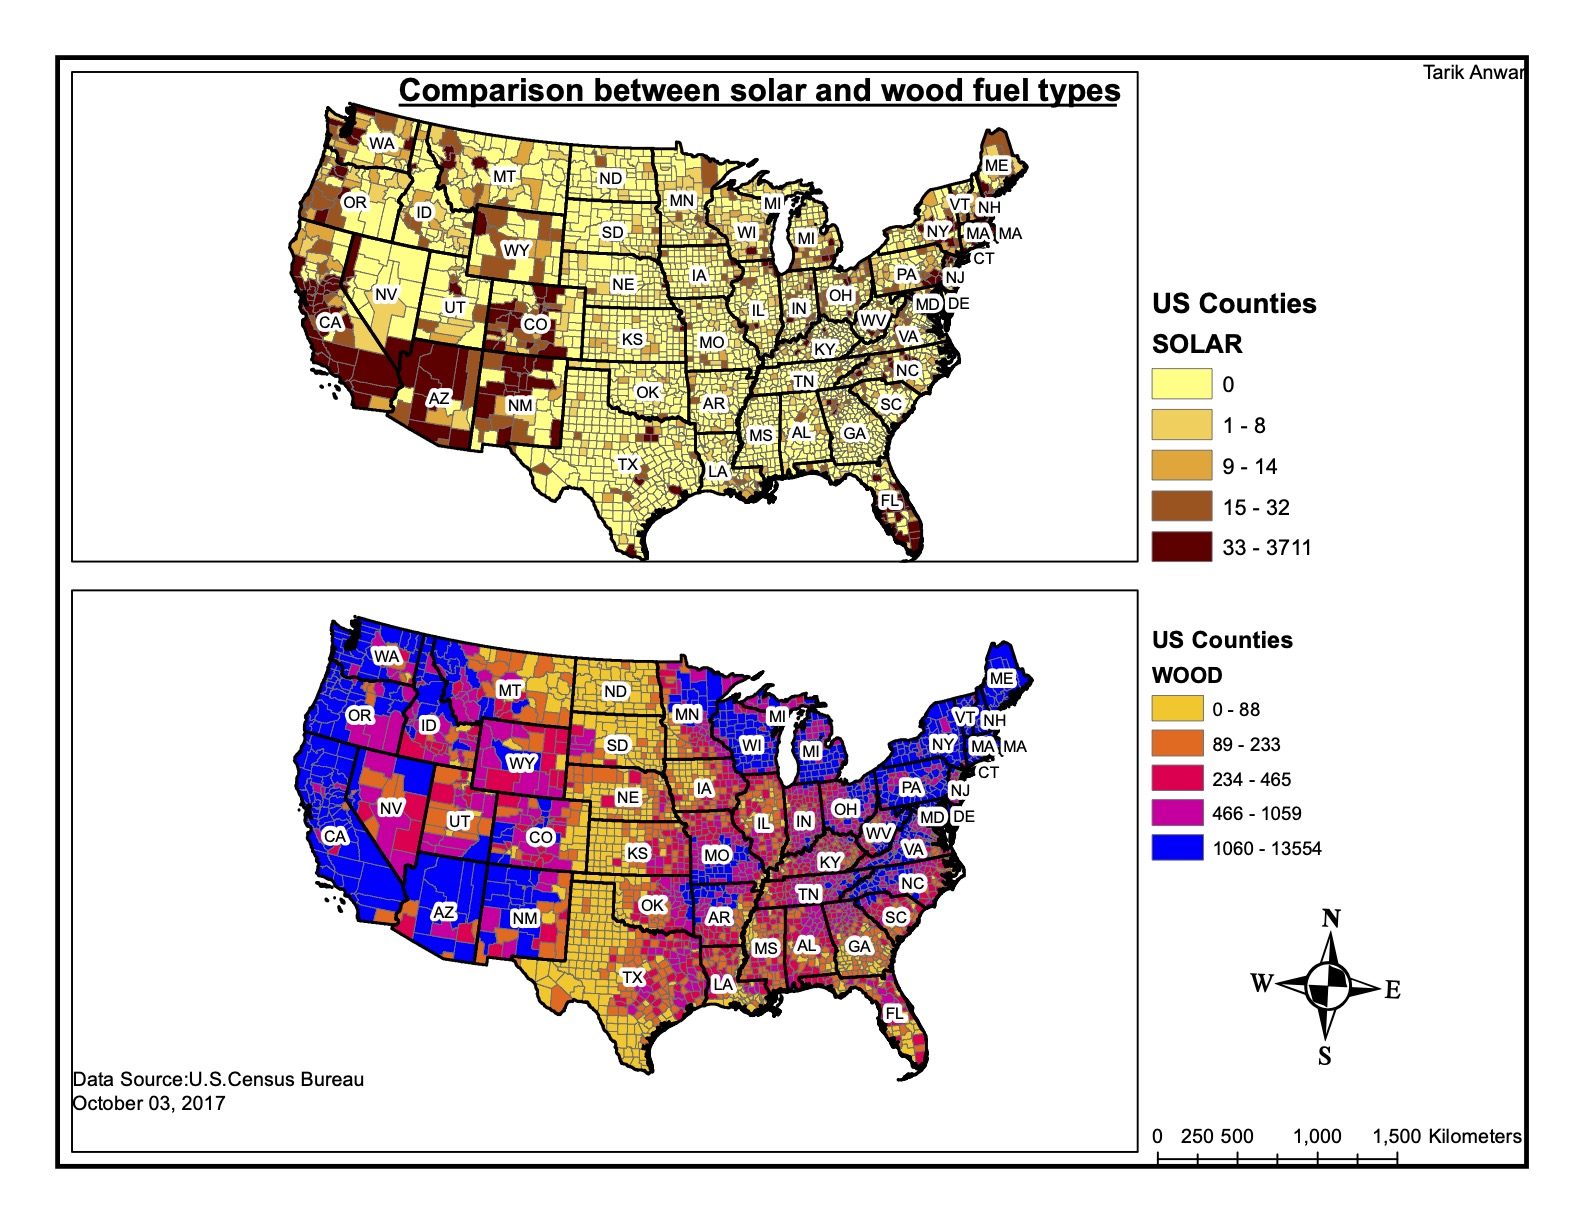 Tarik Anwar
Comparison between solar and wood fuel types
WA
MT
ND
MN
MI
ME
VT
NH
OR
ID
SD
WI
MI
NY
MA
MA
WY
CT
IA
PA
NJ
NE
NV
UT
IL
IN
OH
MD
DE
CA
CO
WV
VA
KS
MO
KY
NC
TN
AZ
NM
OK
AR
SC
MS
AL
GA
TX
LA
FL
US Counties
SOLAR
0
1 - 8
9 - 14
15 - 32
33 - 3711
WA
MT
ND
MN
MI
ME
VT
NH
OR
ID
SD
WI
MI
NY
MA
MA
WY
CT
IA
PA
NJ
NE
NV
UT
IL
IN
OH
MD
DE
CA
CO
WV
VA
KS
MO
KY
NC
TN
AZ
NM
OK
AR
SC
MS
AL
GA
TX
LA
FL
US Counties
WOOD
0 - 88
89 - 233
234 - 465
466 - 1059
1060 - 13554
N
W
E
S
Data Source:U.S.Census Bureau
October 03, 2017
0 250 500 1,000 1,500 Kilometers